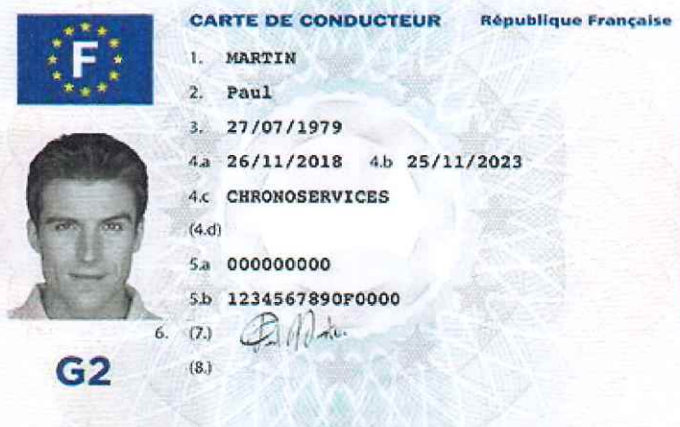 F
CARTE DE CONDUCTEUR République Française
1. MARTIN
2. Paul
3. 27/07/1979
4.a 26/11/2018 4.b 25/11/2023
4.c CHRONOSERVICES
(4.d)
5.a 000000000
5.b 1234567890F0000
6. (7.)
G2 (8.)